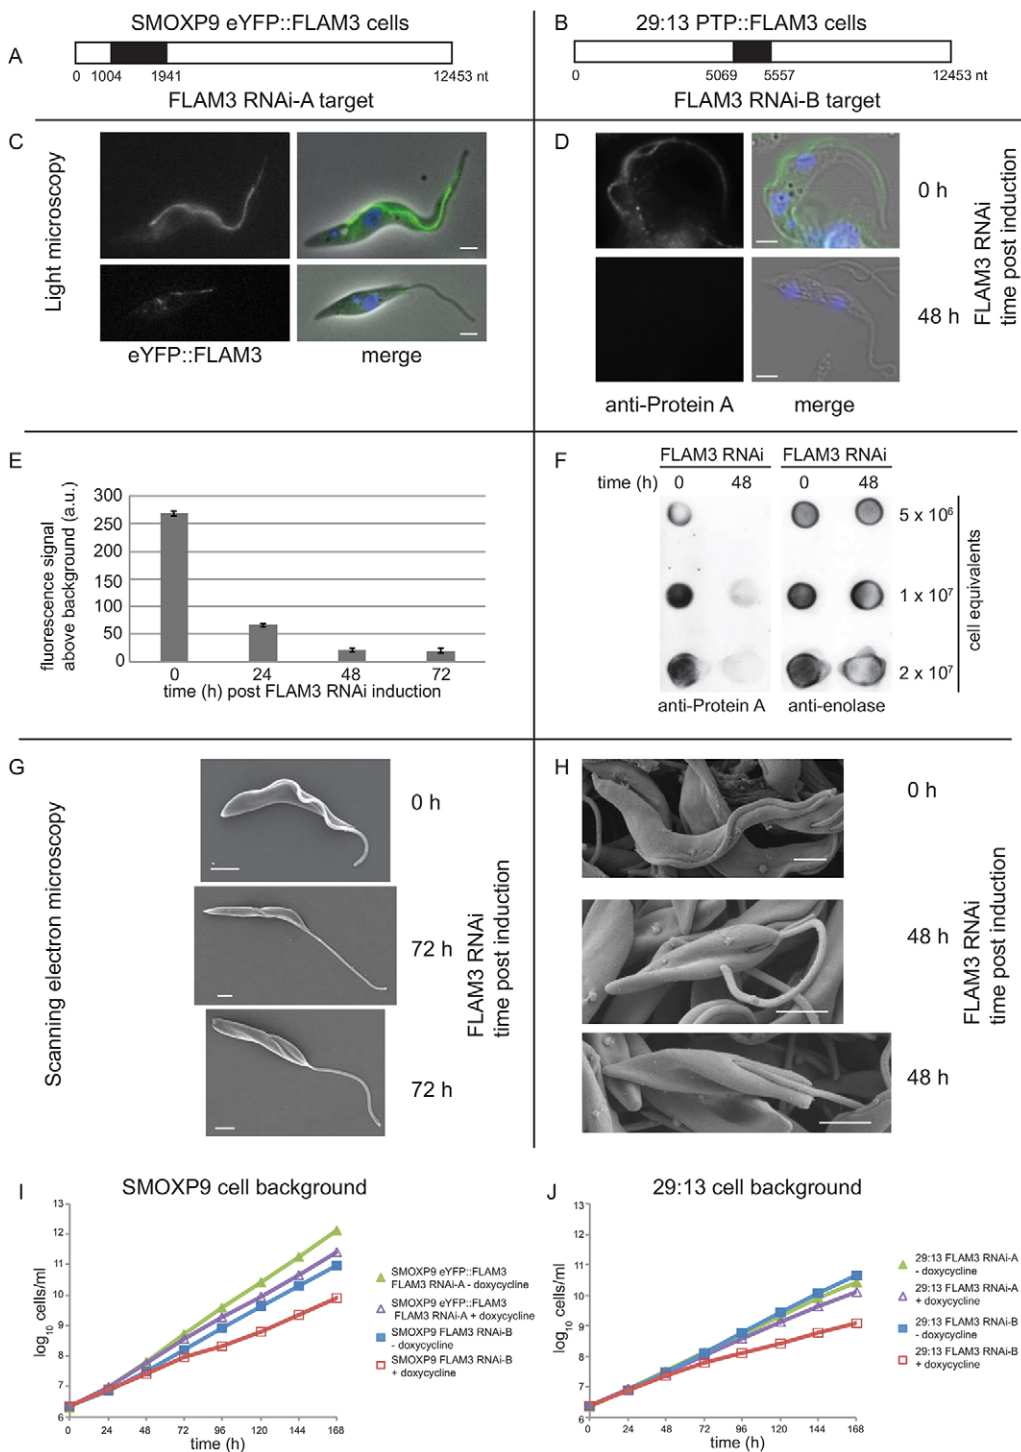 SMOXP9 eYFP::FLAM3 cells
A
0 1004 1941 12453 nt
FLAM3 RNAi-A target
29:13 PTP::FLAM3 cells
B
0 5069 5557 12453 nt
FLAM3 RNAi-B target
C
Light microscopy
eYFP::FLAM3 merge
D
0 h
48 h
FLAM3 RNAi
time post induction
anti-Protein A merge
E
fluorescence signal
above background (a.u.)
300
250
200
150
100
50
0
0 24 48 72
time (h) post FLAM3 RNAi induction
F
FLAM3 RNAi FLAM3 RNAi
time (h) 0 48 0 48
5 x 10⁶
1 x 10⁷
2 x 10⁷
cell equivalents
anti-Protein A anti-enolase
G
Scanning electron microscopy
0 h
72 h
72 h
FLAM3 RNAi
time post induction
H
0 h
48 h
48 h
FLAM3 RNAi
time post induction
I
SMOXP9 cell background
log₁₀ cells/ml
13
12
11
10
9
8
7
6
0 24 48 72 96 120 144 168
time (h)
SMOXP9 eYFP::FLAM3
FLAM3 RNAi-A - doxycycline
SMOXP9 eYFP::FLAM3
FLAM3 RNAi-A + doxycycline
SMOXP9 FLAM3 RNAi-B
- doxycycline
SMOXP9 FLAM3 RNAi-B
+ doxycycline
J
29:13 cell background
log₁₀ cells/ml
13
12
11
10
9
8
7
6
0 24 48 72 96 120 144 168
time (h)
29:13 FLAM3 RNAi-A
- doxycycline
29:13 FLAM3 RNAi-A
+ doxycycline
29:13 FLAM3 RNAi-B
- doxycycline
29:13 FLAM3 RNAi-B
+ doxycycline